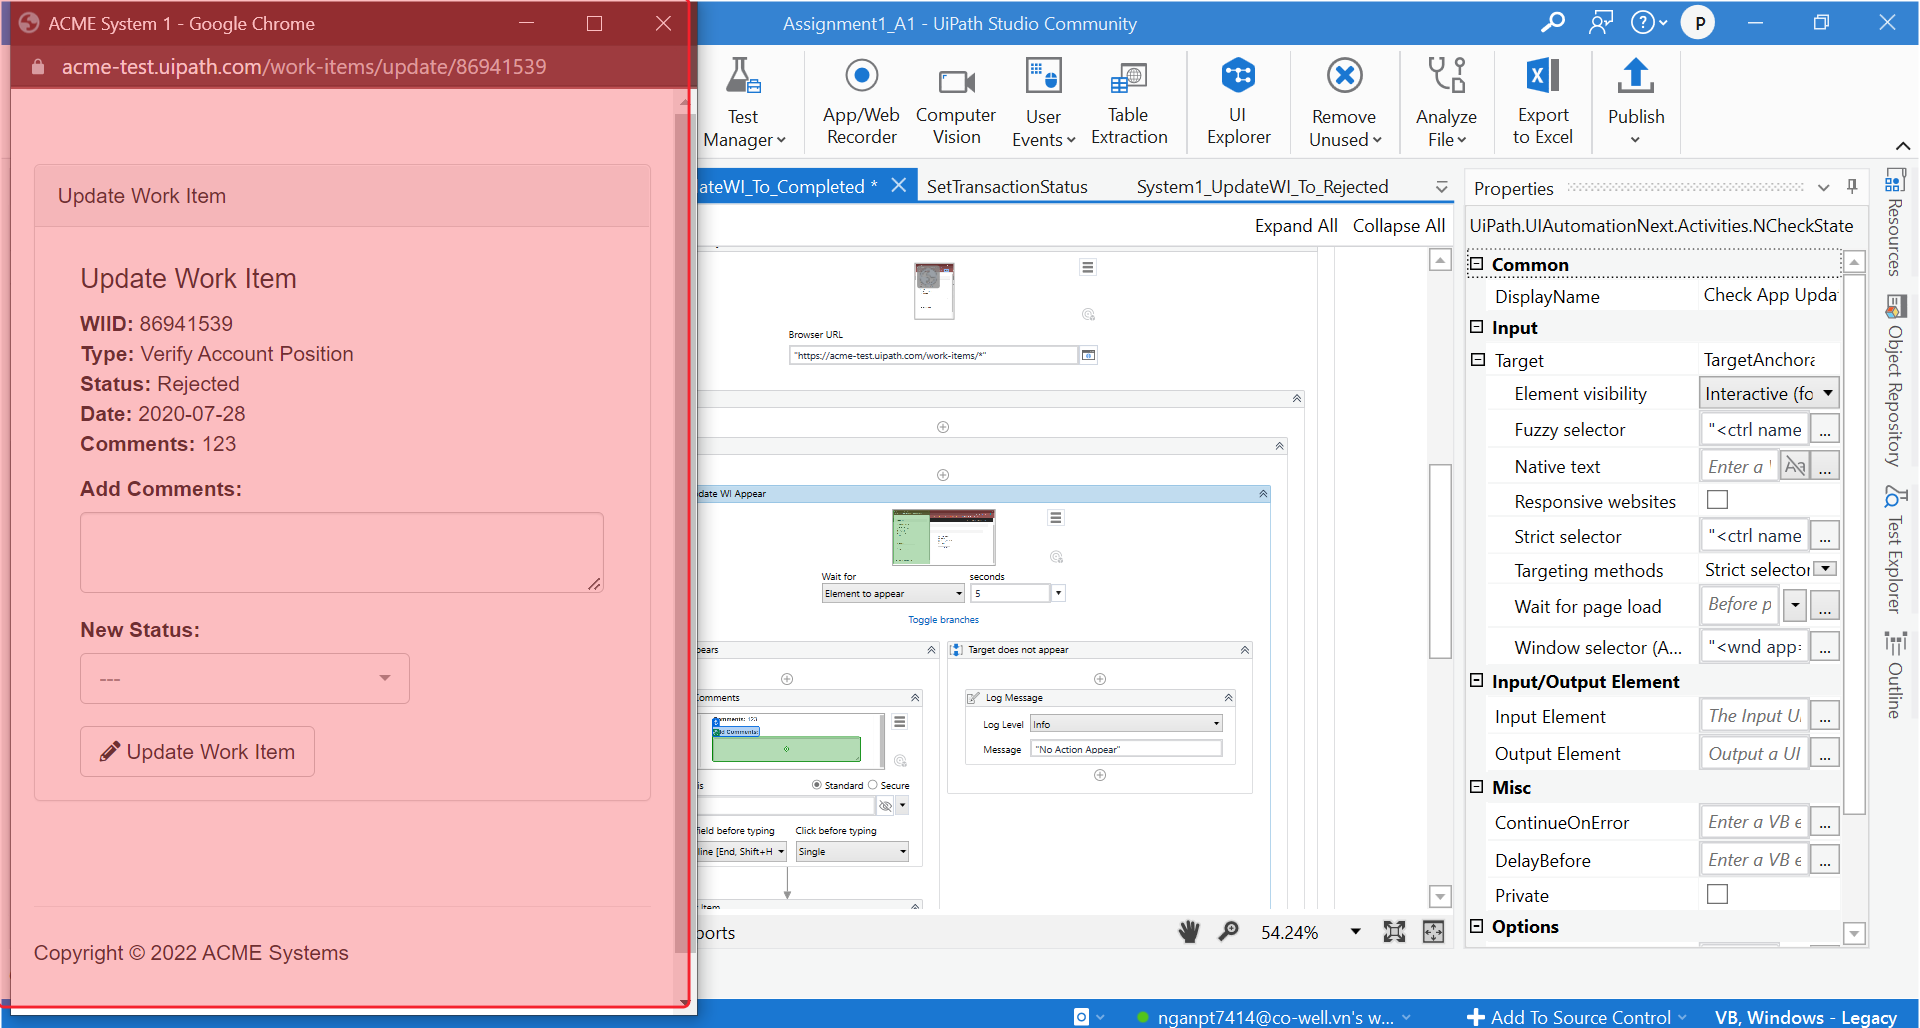 ACME System 1 - Google Chrome
acme-test.uipath.com/work-items/update/86941539
Update Work Item
Update Work Item
WIID: 86941539
Type: Verify Account Position
Status: Rejected
Date: 2020-07-28
Comments: 123
Add Comments:
New Status:
---
Update Work Item
Copyright © 2022 ACME Systems
Assignment1_A1 - UiPath Studio Community
P
Test Manager
App/Web Recorder
Computer Vision
User Events
Table Extraction
UI Explorer
Remove Unused
Analyze File
Export to Excel
Publish
ateWI_To_Completed *
SetTransactionStatus
System1_UpdateWI_To_Rejected
Expand All
Collapse All
Browser URL
"https://acme-test.uipath.com/work-items/*"
date WI Appear
Wait for
seconds
Element to appear
5
Toggle branches
pears
Target does not appear
omments
Comments: 123
dd Comments:
Log Message
Log Level
Info
Message
"No Action Appear"
is
Standard
Secure
field before typing
Click before typing
line [End, Shift+H
Single
Item
ports
54.24%
Properties
UiPath.UIAutomationNext.Activities.NCheckState
Common
DisplayName
Check App Upda
Input
Target
TargetAnchora
Element visibility
Interactive (fo
Fuzzy selector
"<ctrl name
...
Native text
Enter a
...
Responsive websites
Strict selector
"<ctrl name
...
Targeting methods
Strict selector
Wait for page load
Before p
...
Window selector (A...
"<wnd app=
...
Input/Output Element
Input Element
The Input U
...
Output Element
Output a UI
...
Misc
ContinueOnError
Enter a VB e
...
DelayBefore
Enter a VB e
...
Private
Options
Resources
Object Repository
Test Explorer
Outline
nganpt7414@co-well.vn's w...
Add To Source Control
VB, Windows - Legacy